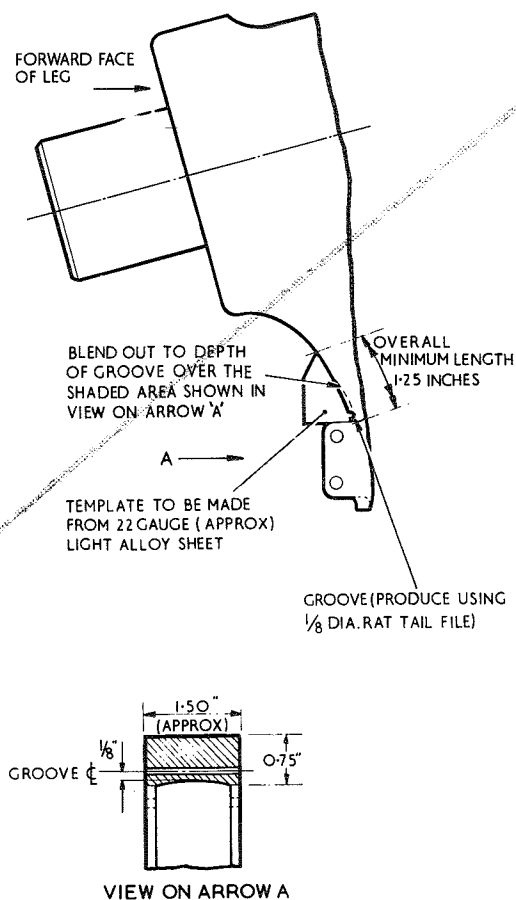 FORWARD FACE
OF LEG
BLEND OUT TO DEPTH
OF GROOVE OVER THE
SHADED AREA SHOWN IN
VIEW ON ARROW 'A'
OVERALL
MINIMUM LENGTH
1·25 INCHES
A
TEMPLATE TO BE MADE
FROM 22 GAUGE (APPROX)
LIGHT ALLOY SHEET
GROOVE (PRODUCE USING
1/8 DIA. RAT TAIL FILE)
1·50"
(APPROX)
1/8"
0·75"
GROOVE ℄
VIEW ON ARROW A